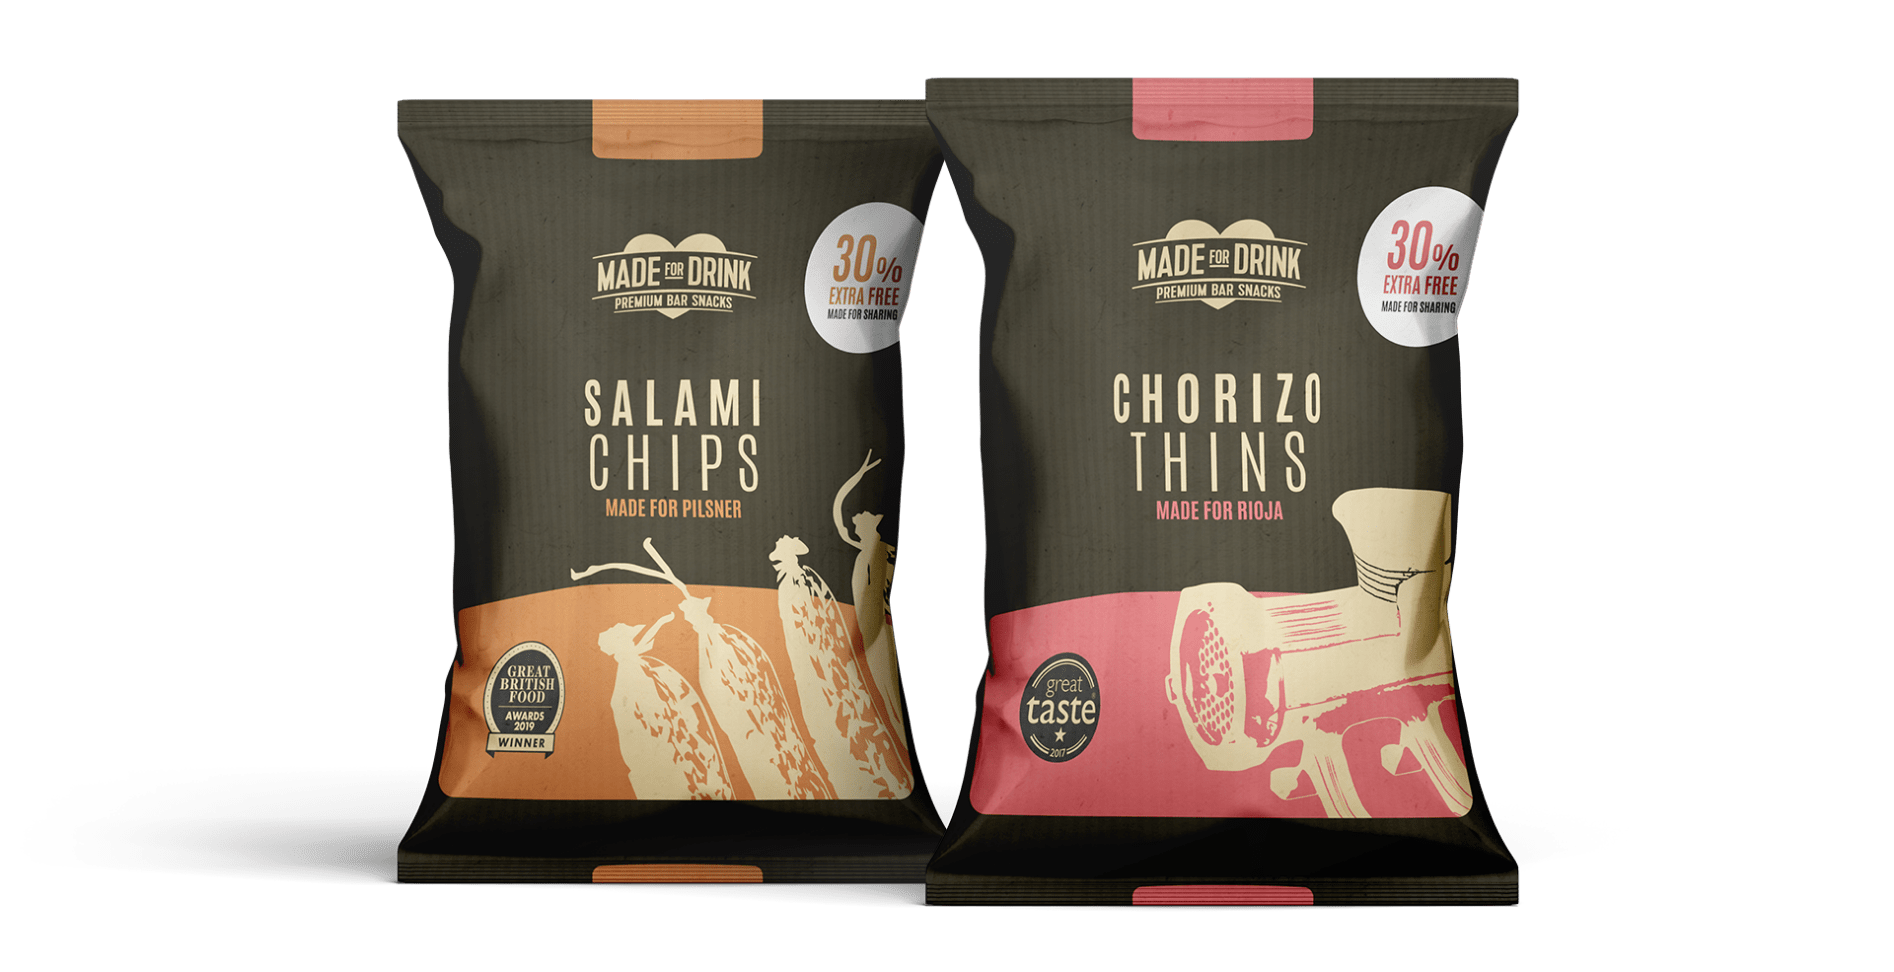 MADE FOR DRINK
PREMIUM BAR SNACKS
30%
EXTRA FREE
MADE FOR SHARING
SALAMI
CHIPS
MADE FOR PILSNER
GREAT
BRITISH
FOOD
AWARDS
2019
WINNER
MADE FOR DRINK
PREMIUM BAR SNACKS
30%
EXTRA FREE
MADE FOR SHARING
CHORIZO
THINS
MADE FOR RIOJA
great
taste®
2017